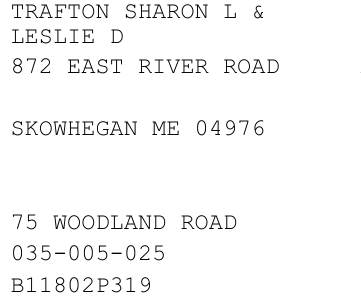 TRAFTON SHARON L &
LESLIE D
872 EAST RIVER ROAD
SKOWHEGAN ME 04976
75 WOODLAND ROAD
035-005-025
B11802P319